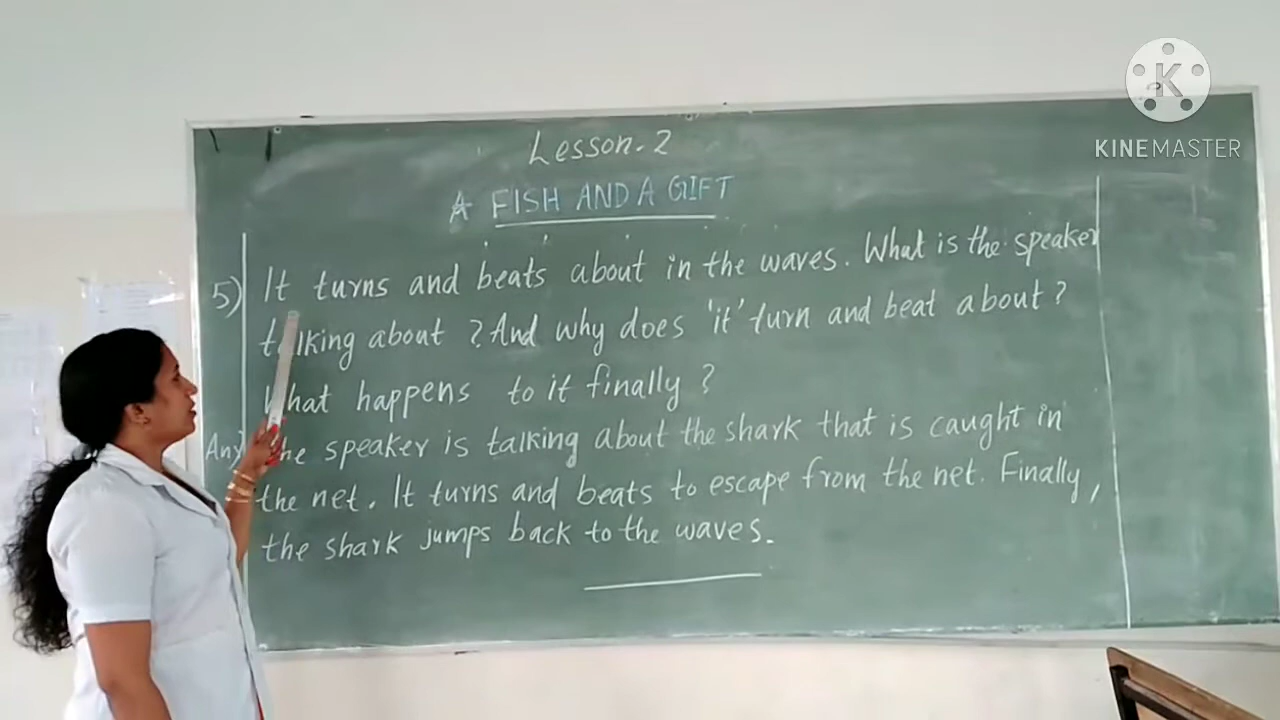 KINEMASTER
Lesson. 2
A FISH AND A GIFT
5) It turns and beats about in the waves. What is the speaker
talking about ? And why does 'it' turn and beat about ?
What happens to it finally ?
Ans) The speaker is talking about the shark that is caught in
the net. It turns and beats to escape from the net. Finally,
the shark jumps back to the waves.